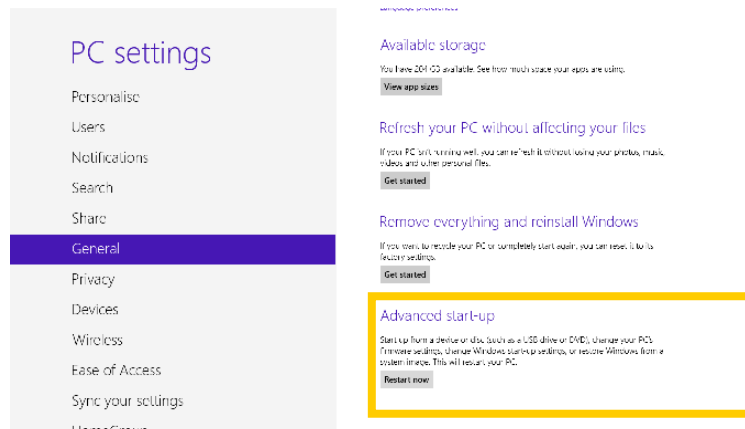 PC settings
Personalise
Users
Notifications
Search
Share
General
Privacy
Devices
Wireless
Ease of Access
Sync your settings
HomeGroup
Language preferences
Available storage
You have 204 GB available. See how much space your apps are using.
View app sizes
Refresh your PC without affecting your files
If your PC isn't running well, you can refresh it without losing your photos, music,
videos and other personal files.
Get started
Remove everything and reinstall Windows
If you want to recycle your PC or completely start again, you can reset it to its
factory settings.
Get started
Advanced start-up
Start up from a device or disc (such as a USB drive or DVD), change your PC's
firmware settings, change Windows start-up settings, or restore Windows from a
system image. This will restart your PC.
Restart now